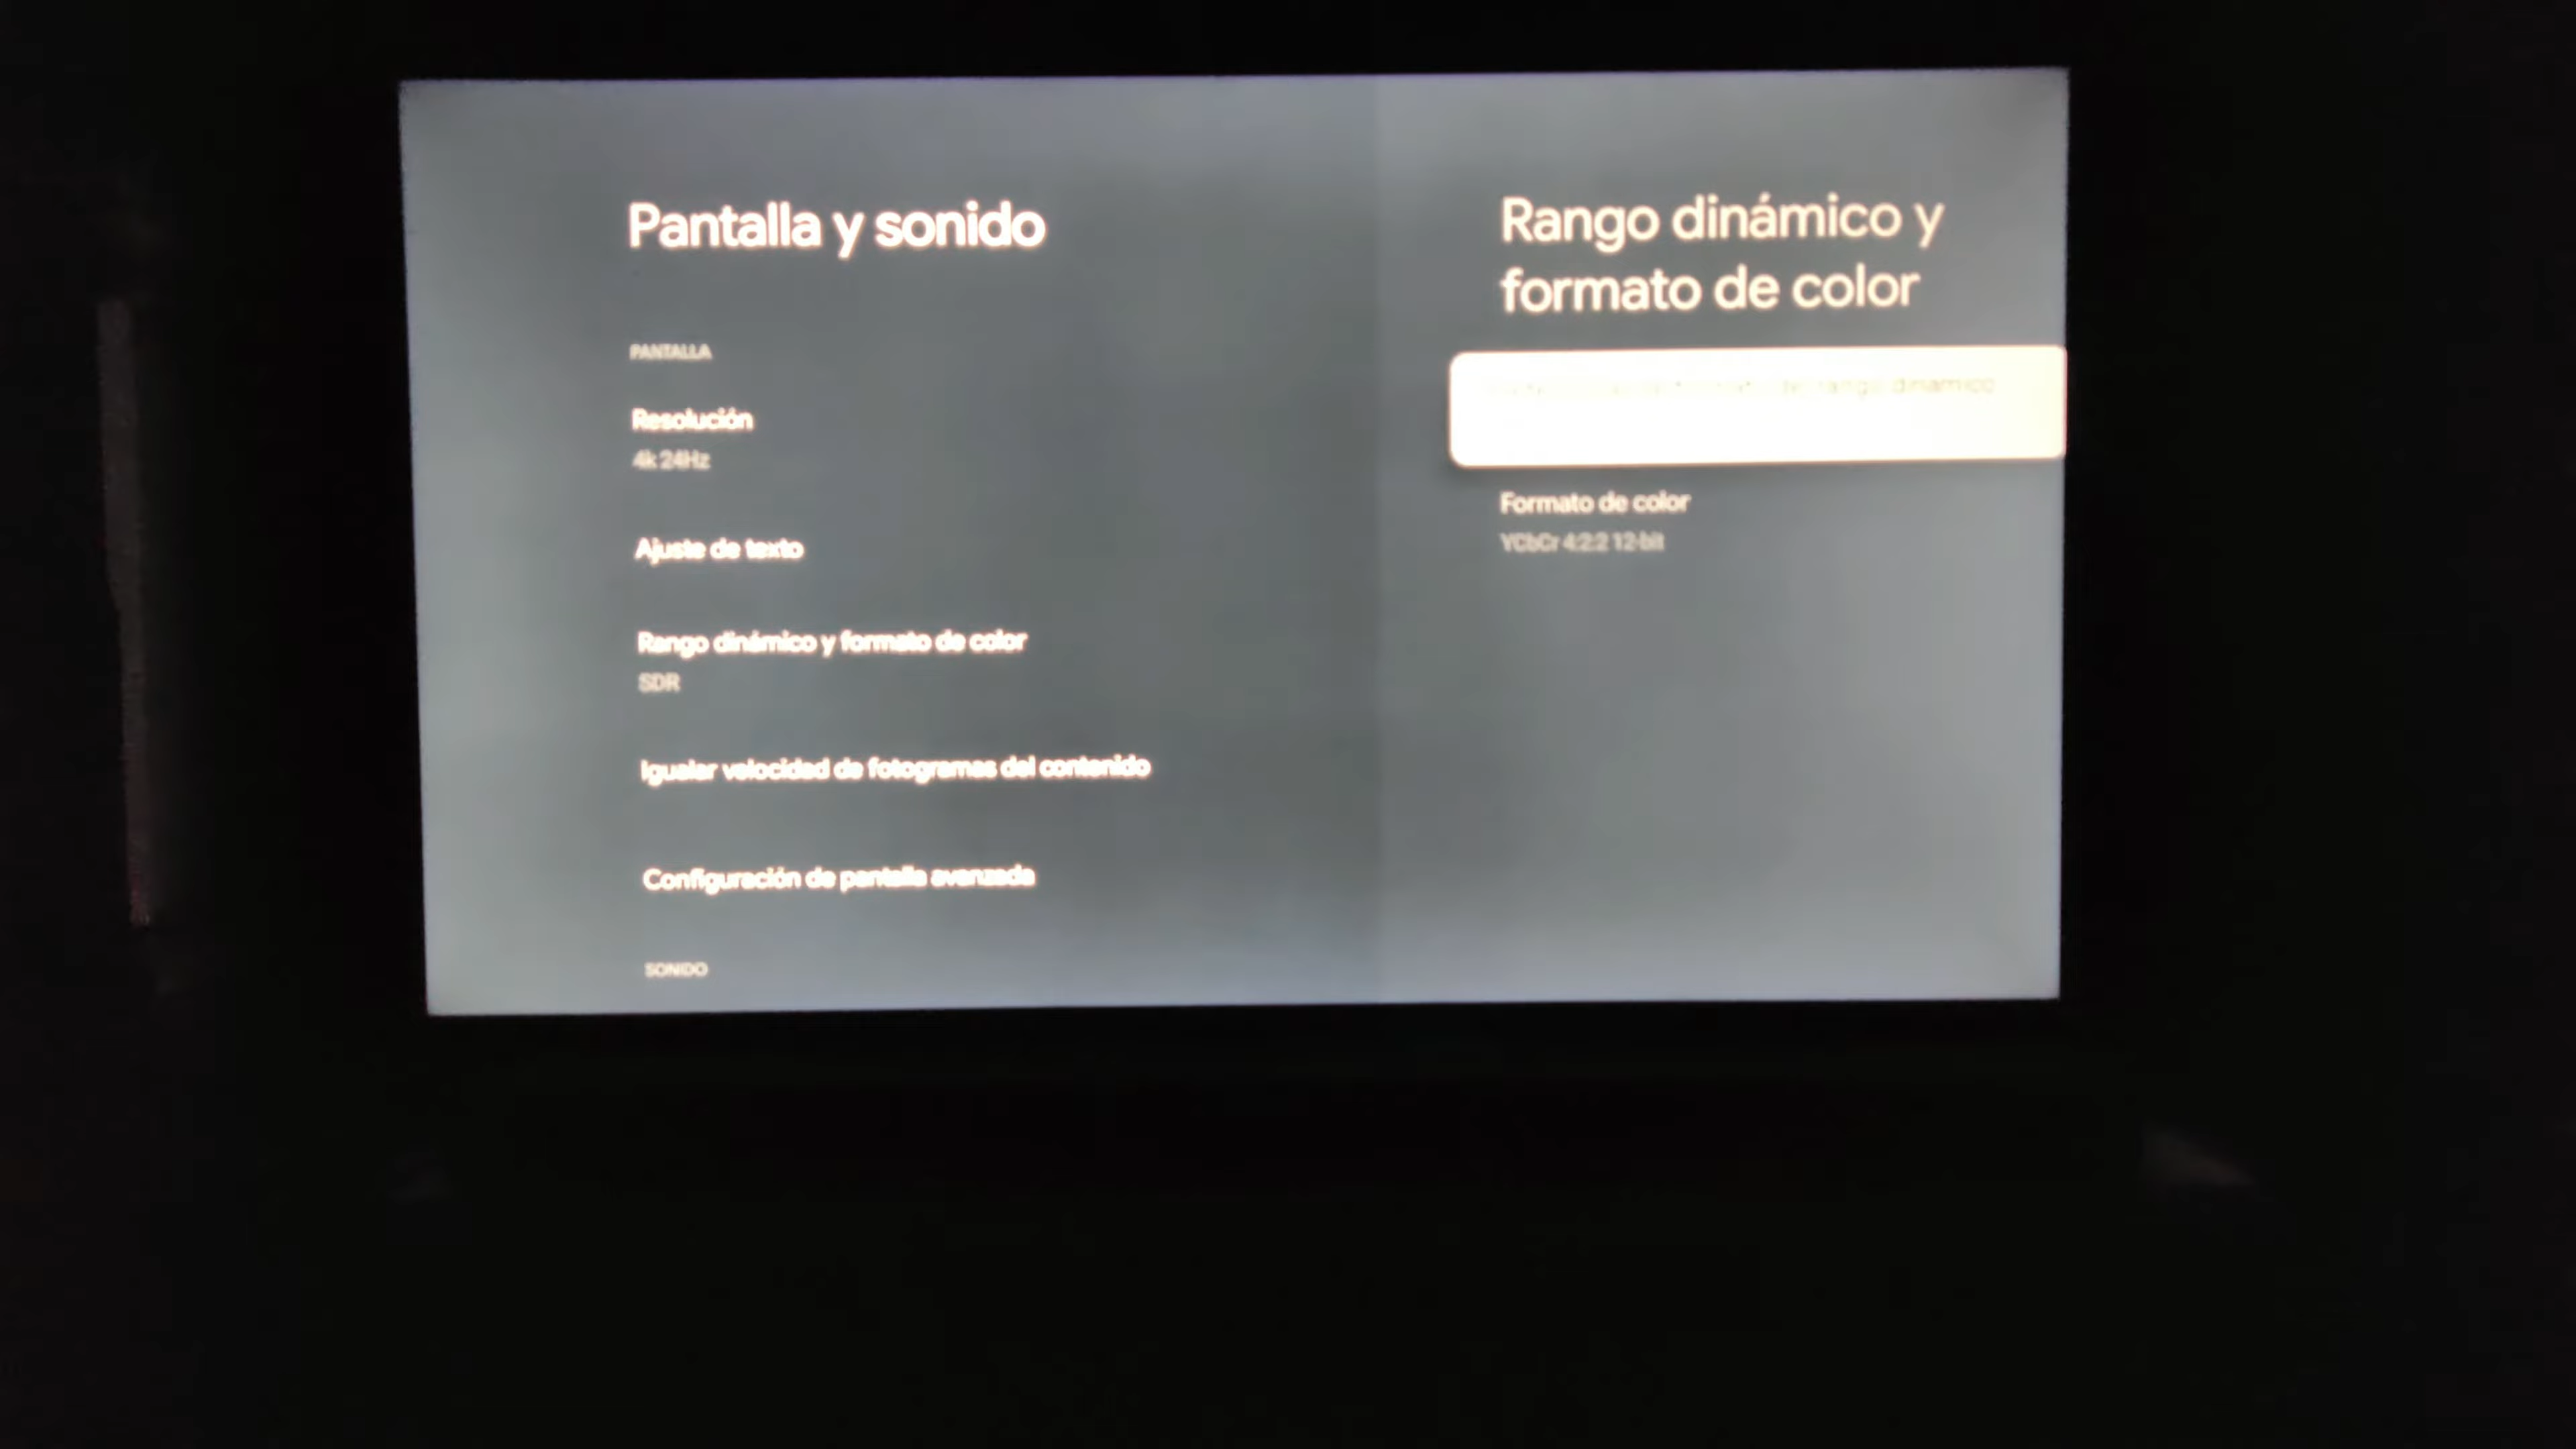 Pantalla y sonido
PANTALLA
Resolución
4k 24Hz
Ajuste de texto
Rango dinámico y formato de color
SDR
Igualar velocidad de fotogramas del contenido
Configuración de pantalla avanzada
SONIDO
Rango dinámico y
formato de color
rango dinámico
Formato de color
YCbCr 4:2:2 12-bit